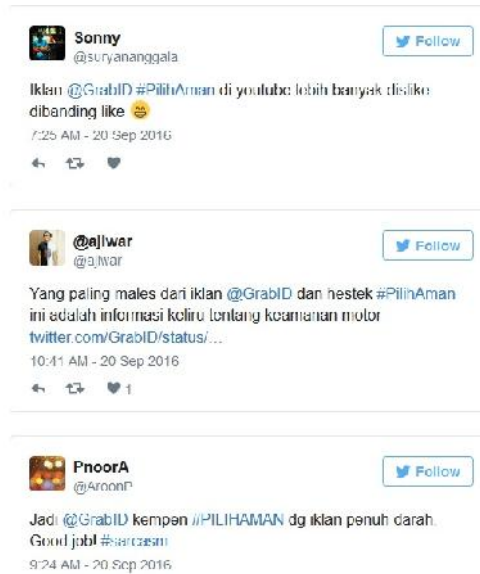 Sonny
Follow
@suryananggala
Iklan @GrabID #PilihAman di youtube lebih banyak dislike
dibanding like 😄
7:25 AM - 20 Sep 2016
@ajiwar
Follow
@ajiwar
Yang paling males dari iklan @GrabID dan hestek #PilihAman
ini adalah informasi keliru tentang keamanan motor
twitter.com/GrabID/status/...
10:41 AM - 20 Sep 2016
1
PnoorA
Follow
@AroonP
Jadi @GrabID kempen #PILIHAMAN dg iklan penuh darah.
Good job! #sarcasm
9:24 AM - 20 Sep 2016